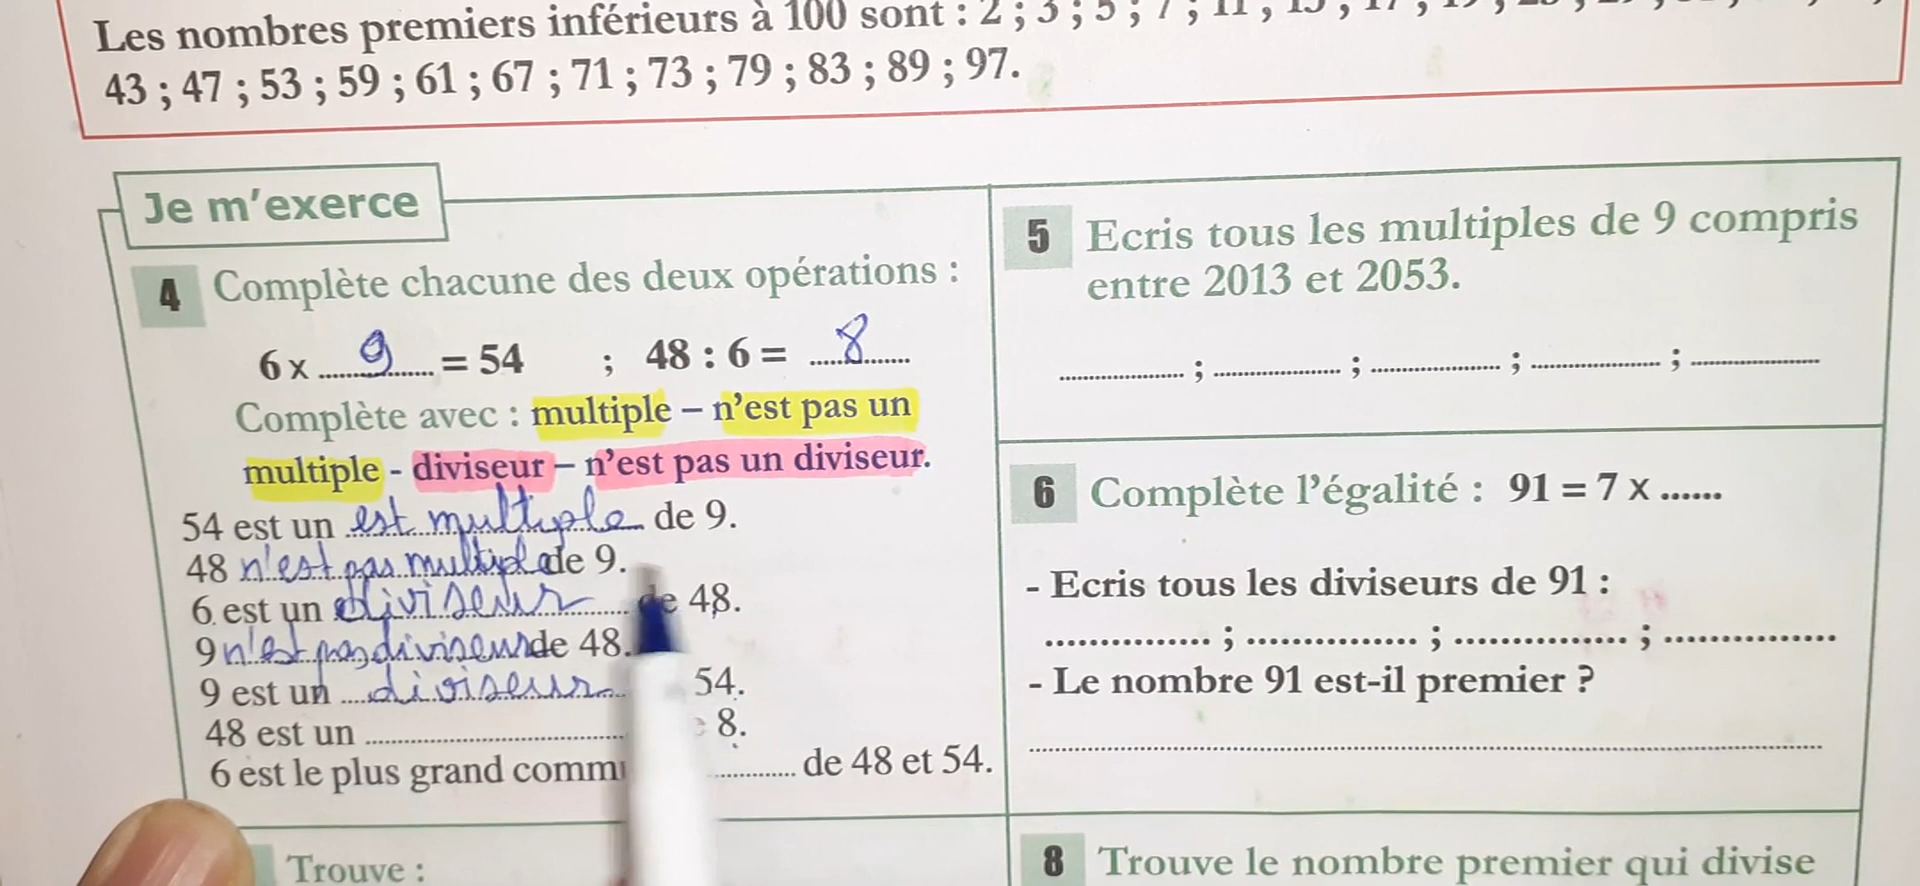 Les nombres premiers inférieurs à 100 sont : 2 ; 3 ; 5 ; 7 ; 11 ;
43 ; 47 ; 53 ; 59 ; 61 ; 67 ; 71 ; 73 ; 79 ; 83 ; 89 ; 97.
Je m'exerce
4 Complète chacune des deux opérations :
6 x ...9... = 54 ; 48 : 6 = ...8...
Complète avec : multiple – n'est pas un
multiple - diviseur – n'est pas un diviseur.
54 est un est multiple de 9.
48 n'est pas multiple de 9.
6 est un diviseur de 48.
9 n'est pas diviseur de 48.
9 est un diviseur 54.
48 est un ............ 8.
6 est le plus grand ............ de 48 et 54.
Trouve :
5 Ecris tous les multiples de 9 compris
entre 2013 et 2053.
............ ; ............ ; ............ ; ............ ; ............
6 Complète l'égalité : 91 = 7 x ......
- Ecris tous les diviseurs de 91 :
............ ; ............ ; ............ ; ............
- Le nombre 91 est-il premier ?
8 Trouve le nombre premier qui divise